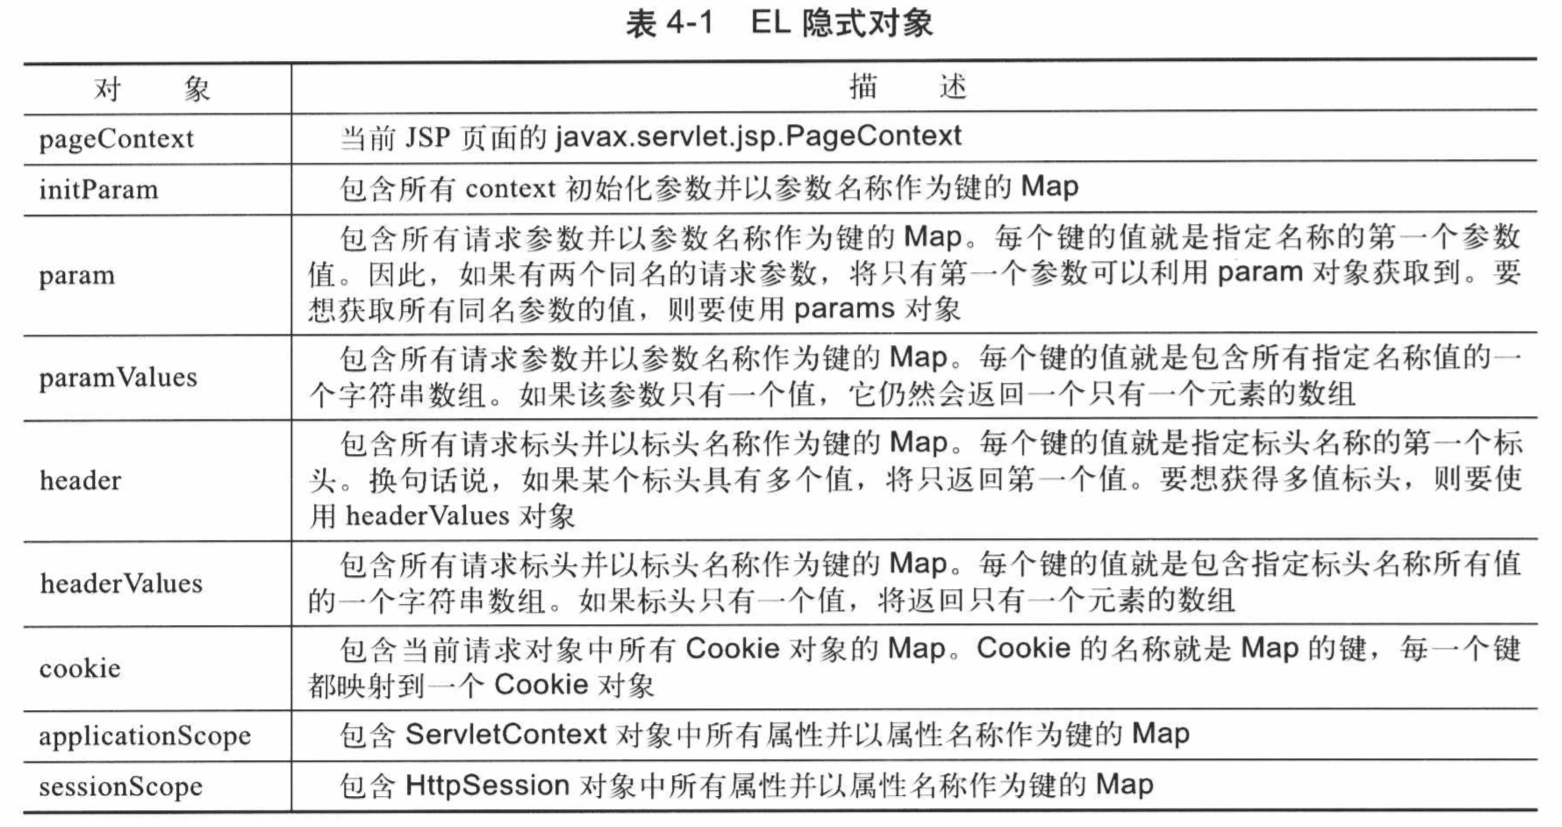 表 4-1 EL 隐式对象
对 象 描 述
pageContext 当前 JSP 页面的 javax.servlet.jsp.PageContext
initParam 包含所有 context 初始化参数并以参数名称作为键的 Map
包含所有请求参数并以参数名称作为键的 Map。每个键的值就是指定名称的第一个参数
param 值。因此，如果有两个同名的请求参数，将只有第一个参数可以利用 param 对象获取到。要
想获取所有同名参数的值，则要使用 params 对象
paramValues 包含所有请求参数并以参数名称作为键的 Map。每个键的值就是包含所有指定名称值的一
个字符串数组。如果该参数只有一个值，它仍然会返回一个只有一个元素的数组
包含所有请求标头并以标头名称作为键的 Map。每个键的值就是指定标头名称的第一个标
header 头。换句话说，如果某个标头具有多个值，将只返回第一个值。要想获得多值标头，则要使
用 headerValues 对象
headerValues 包含所有请求标头并以标头名称作为键的 Map。每个键的值就是包含指定标头名称所有值
的一个字符串数组。如果标头只有一个值，将返回只有一个元素的数组
cookie 包含当前请求对象中所有 Cookie 对象的 Map。Cookie 的名称就是 Map 的键，每一个键
都映射到一个 Cookie 对象
applicationScope 包含 ServletContext 对象中所有属性并以属性名称作为键的 Map
sessionScope 包含 HttpSession 对象中所有属性并以属性名称作为键的 Map